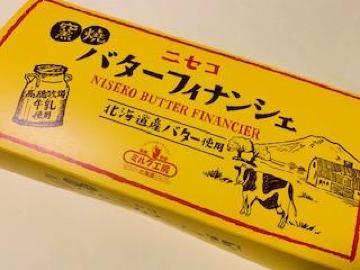 窯焼
ニセコ
バターフィナンシェ
NISEKO BUTTER FINANCIER
北海道産バター使用
高橋牧場
牛乳
使用
ミルク工房